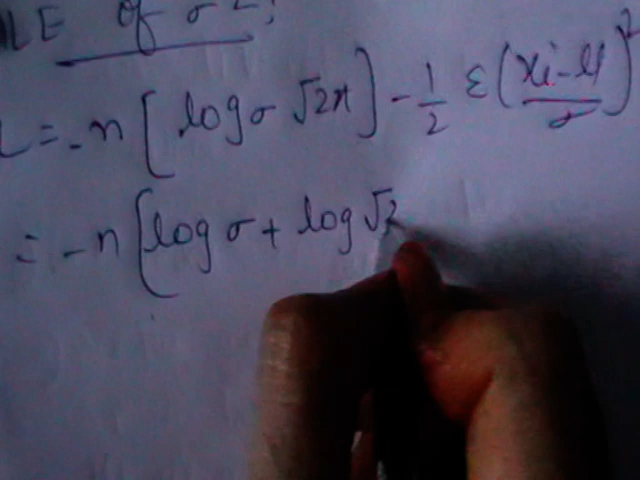 LE of σ²:
L = -n [log σ √2π] - 1/2 Σ (xi - μ / σ)²
= -n [log σ + log √2